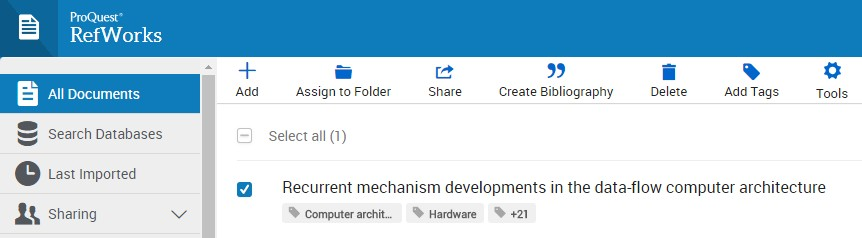 ProQuest®
RefWorks
All Documents
Search Databases
Last Imported
Sharing
Add
Assign to Folder
Share
Create Bibliography
Delete
Add Tags
Tools
Select all (1)
Recurrent mechanism developments in the data-flow computer architecture
Computer archit... Hardware +21